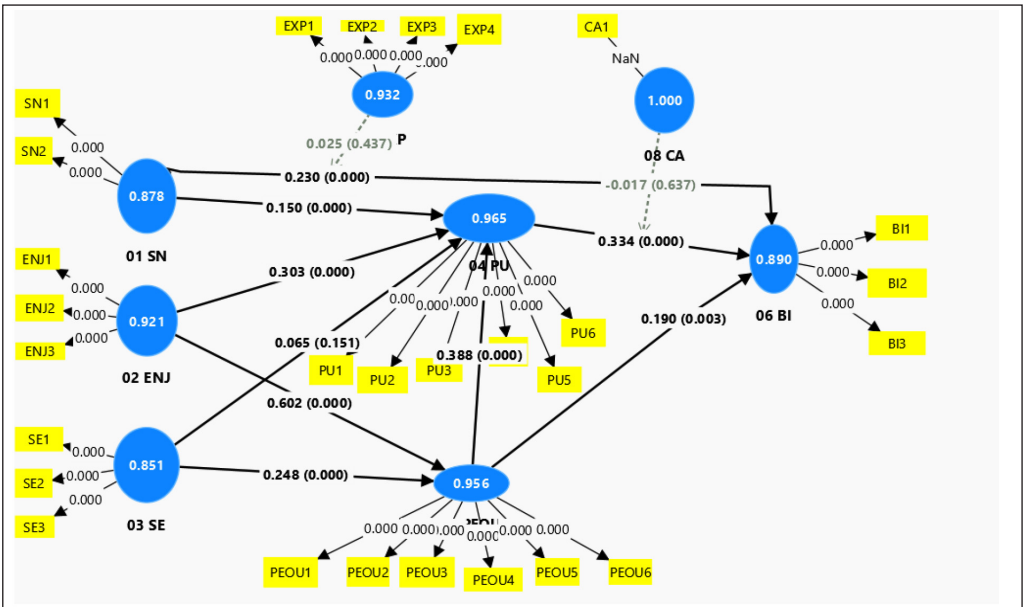 EXP1 EXP2 EXP3 EXP4 CA1
0.000 0.000 0.000 0.000 NaN
0.932 1.000
SN1
0.025 (0.437) P
SN2
0.000
08 CA
0.000
0.230 (0.000) -0.017 (0.637)
0.878
0.150 (0.000) 0.965
0.334 (0.000)
BI1
0.000
01 SN
04 PU
0.890
ENJ1
0.303 (0.000)
0.000 BI2
0.000
0.000
0.000
0.000
0.000
0.000
BI3
ENJ2 0.000
0.921
06 BI
0.190 (0.003)
0.000
ENJ3
0.065 (0.151)
PU6
0.388 (0.000)
PU1 PU2 PU3 PU5
02 ENJ
0.602 (0.000)
SE1
0.000
0.851
SE2 0.000
0.248 (0.000)
0.956
0.000
SE3
03 SE
0.000 0.000 0.000 0.000 0.000
PEOU1 PEOU2 PEOU3 PEOU4 PEOU5 PEOU6